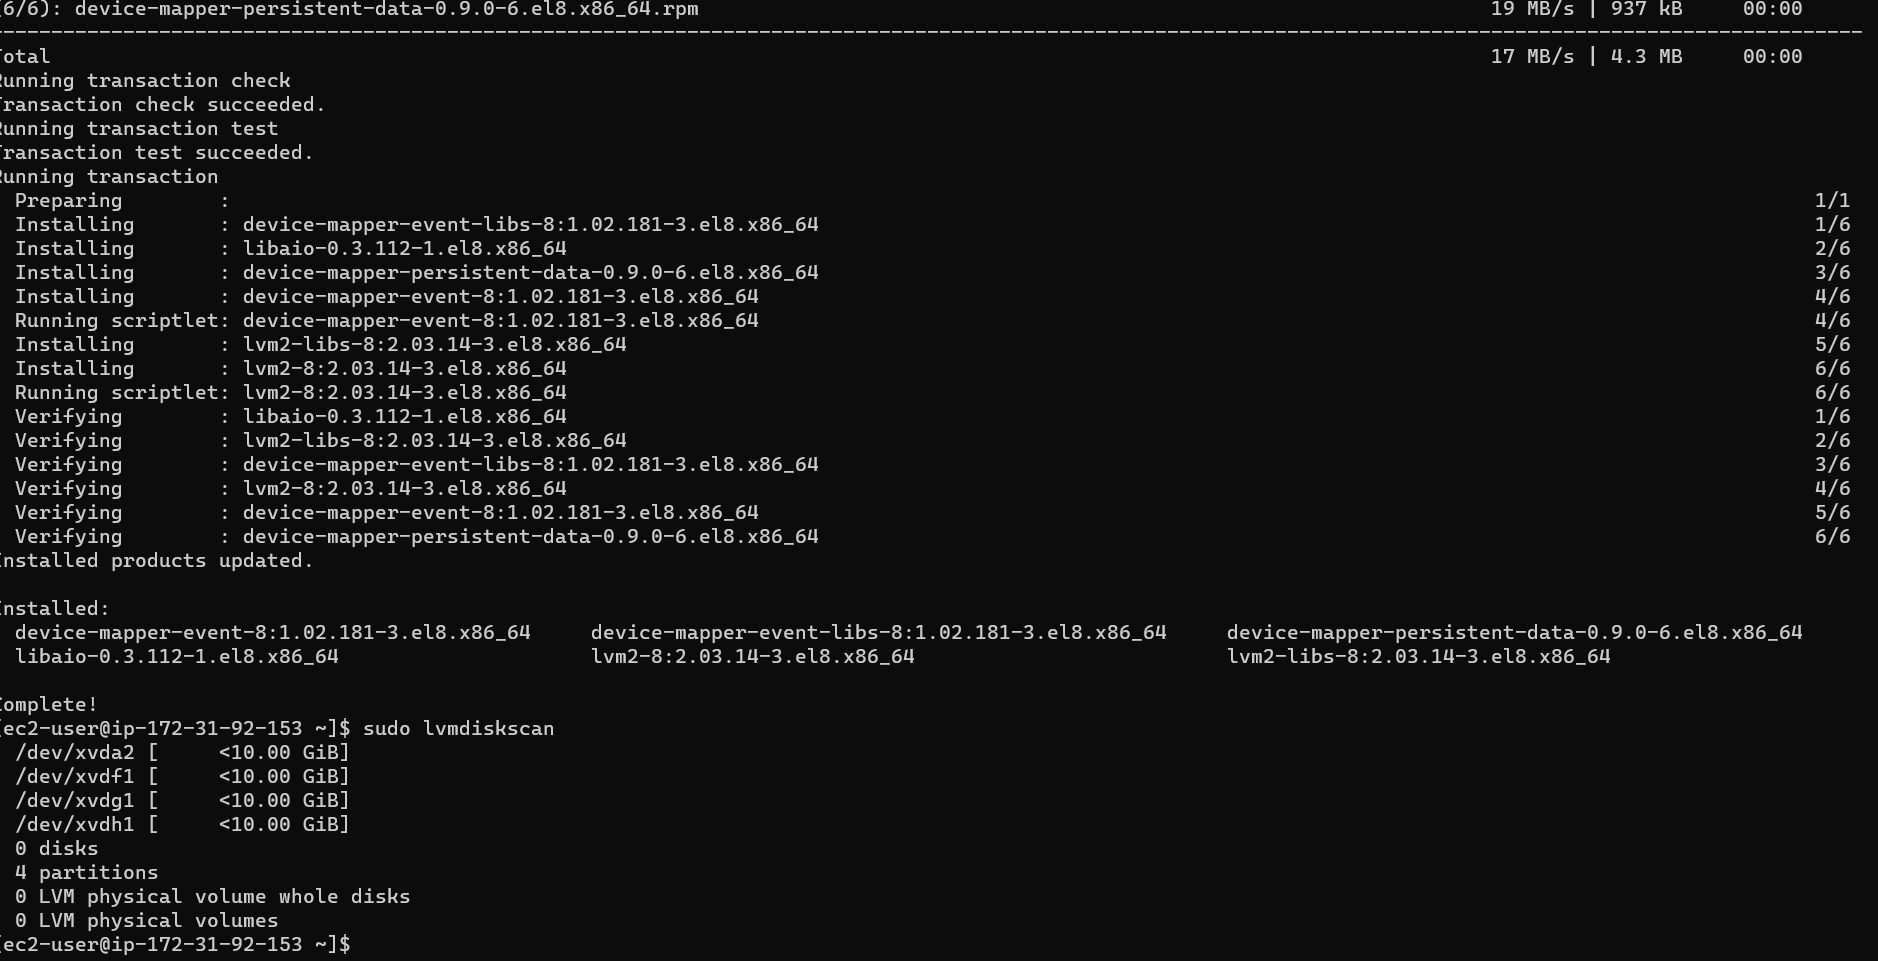 (6/6): device-mapper-persistent-data-0.9.0-6.el8.x86_64.rpm                                                                  19 MB/s | 937 kB     00:00
------------------------------------------------------------------------------------------------------------------------------------------------------------
Total                                                                                                                        17 MB/s | 4.3 MB     00:00
Running transaction check
Transaction check succeeded.
Running transaction test
Transaction test succeeded.
Running transaction
  Preparing        :                                                                                                                                    1/1
  Installing       : device-mapper-event-libs-8:1.02.181-3.el8.x86_64                                                                                   1/6
  Installing       : libaio-0.3.112-1.el8.x86_64                                                                                                        2/6
  Installing       : device-mapper-persistent-data-0.9.0-6.el8.x86_64                                                                                   3/6
  Installing       : device-mapper-event-8:1.02.181-3.el8.x86_64                                                                                        4/6
  Running scriptlet: device-mapper-event-8:1.02.181-3.el8.x86_64                                                                                        4/6
  Installing       : lvm2-libs-8:2.03.14-3.el8.x86_64                                                                                                   5/6
  Installing       : lvm2-8:2.03.14-3.el8.x86_64                                                                                                        6/6
  Running scriptlet: lvm2-8:2.03.14-3.el8.x86_64                                                                                                        6/6
  Verifying        : libaio-0.3.112-1.el8.x86_64                                                                                                        1/6
  Verifying        : lvm2-libs-8:2.03.14-3.el8.x86_64                                                                                                   2/6
  Verifying        : device-mapper-event-libs-8:1.02.181-3.el8.x86_64                                                                                   3/6
  Verifying        : lvm2-8:2.03.14-3.el8.x86_64                                                                                                        4/6
  Verifying        : device-mapper-event-8:1.02.181-3.el8.x86_64                                                                                        5/6
  Verifying        : device-mapper-persistent-data-0.9.0-6.el8.x86_64                                                                                   6/6
Installed products updated.

Installed:
  device-mapper-event-8:1.02.181-3.el8.x86_64     device-mapper-event-libs-8:1.02.181-3.el8.x86_64     device-mapper-persistent-data-0.9.0-6.el8.x86_64
  libaio-0.3.112-1.el8.x86_64                     lvm2-8:2.03.14-3.el8.x86_64                          lvm2-libs-8:2.03.14-3.el8.x86_64

Complete!
[ec2-user@ip-172-31-92-153 ~]$ sudo lvmdiskscan
  /dev/xvda2 [     <10.00 GiB]
  /dev/xvdf1 [     <10.00 GiB]
  /dev/xvdg1 [     <10.00 GiB]
  /dev/xvdh1 [     <10.00 GiB]
  0 disks
  4 partitions
  0 LVM physical volume whole disks
  0 LVM physical volumes
[ec2-user@ip-172-31-92-153 ~]$